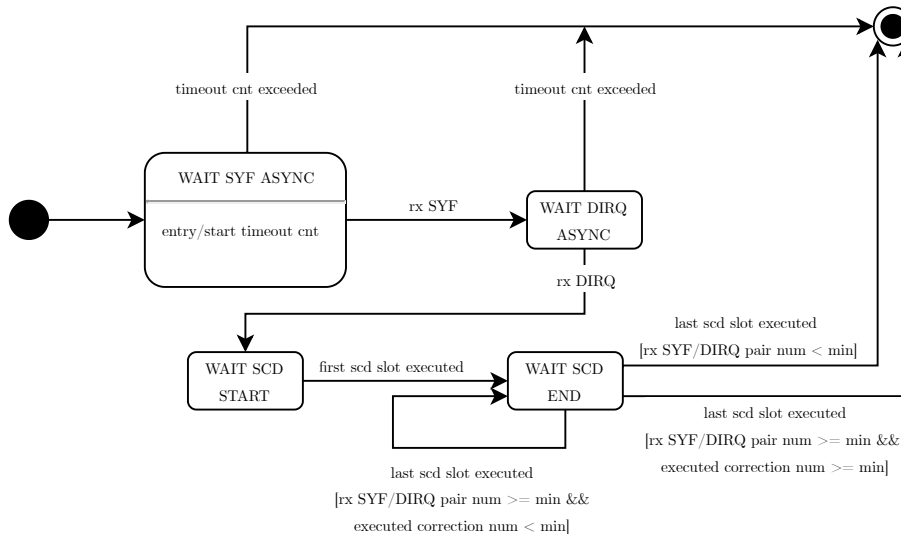 timeout cnt exceeded
timeout cnt exceeded
WAIT SYF ASYNC
entry/start timeout cnt
rx SYF
WAIT DIRQ
ASYNC
rx DIRQ
WAIT SCD
START
first scd slot executed
WAIT SCD
END
last scd slot executed
[rx SYF/DIRQ pair num < min]
last scd slot executed
[rx SYF/DIRQ pair num >= min &&
executed correction num >= min]
last scd slot executed
[rx SYF/DIRQ pair num >= min &&
executed correction num < min]